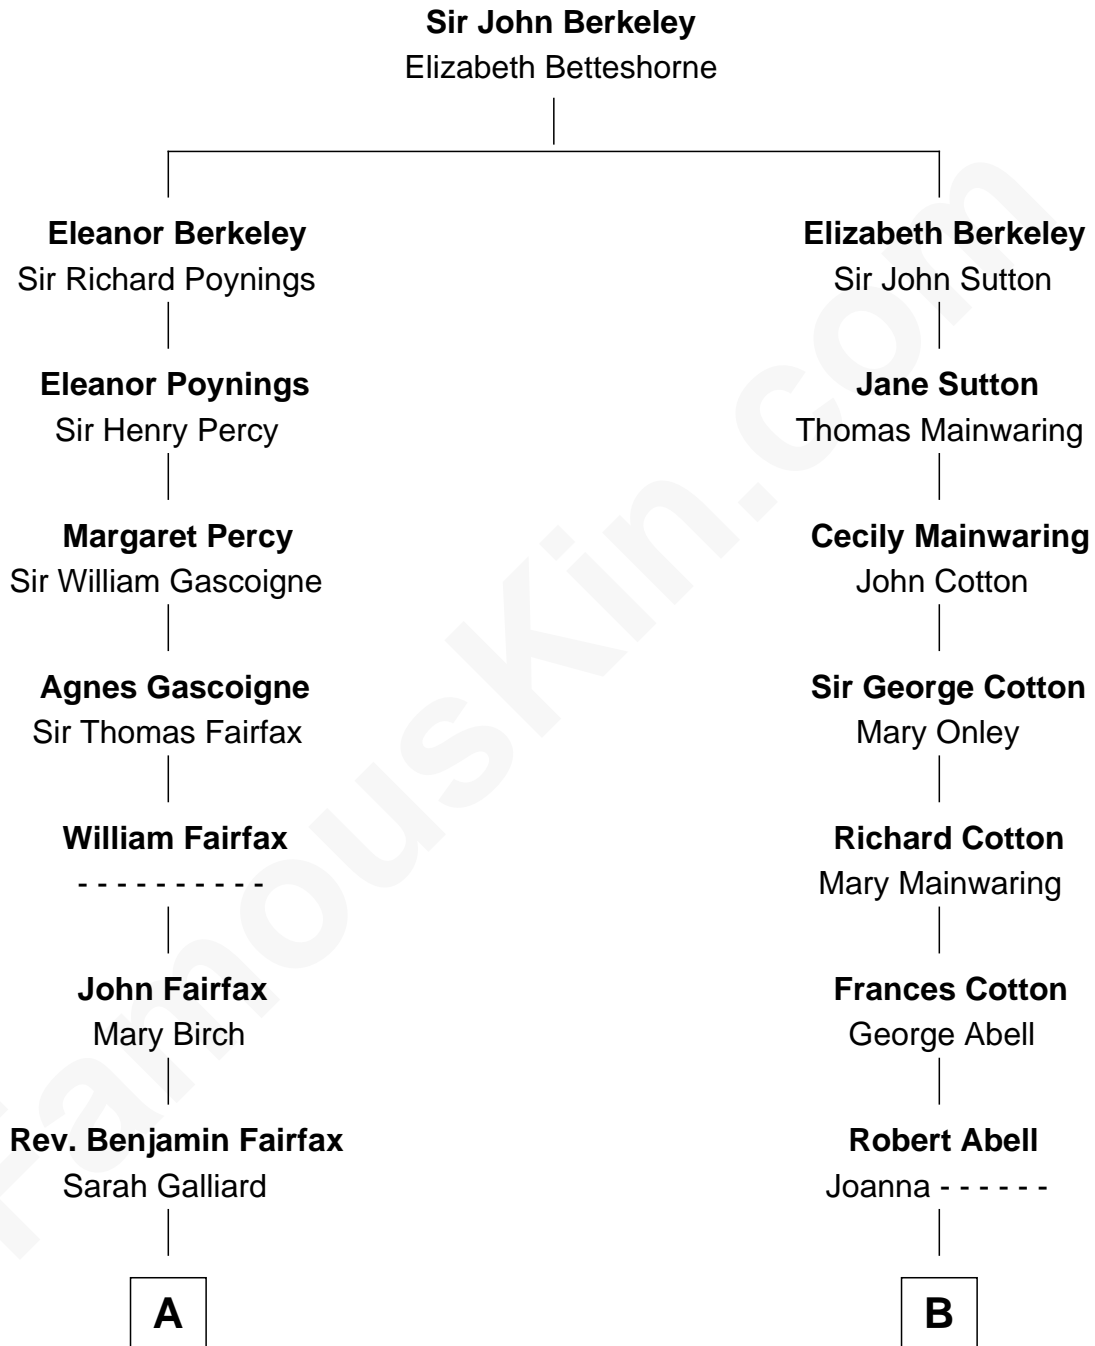 Sir John Berkeley
Elizabeth Betteshorne
Eleanor Berkeley
Sir Richard Poynings
Elizabeth Berkeley
Sir John Sutton
Eleanor Poynings
Sir Henry Percy
Jane Sutton
Thomas Mainwaring
Margaret Percy
Sir William Gascoigne
Cecily Mainwaring
John Cotton
Agnes Gascoigne
Sir Thomas Fairfax
Sir George Cotton
Mary Onley
William Fairfax
- - - - - - - - - -
Richard Cotton
Mary Mainwaring
John Fairfax
Mary Birch
Frances Cotton
George Abell
Rev. Benjamin Fairfax
Sarah Galliard
Robert Abell
Joanna - - - - - -
A
B
FamousKin.com